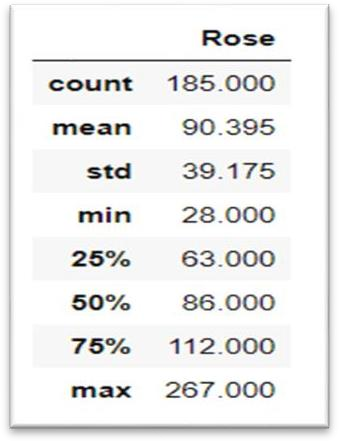 Rose
count 185.000
mean 90.395
std 39.175
min 28.000
25% 63.000
50% 86.000
75% 112.000
max 267.000